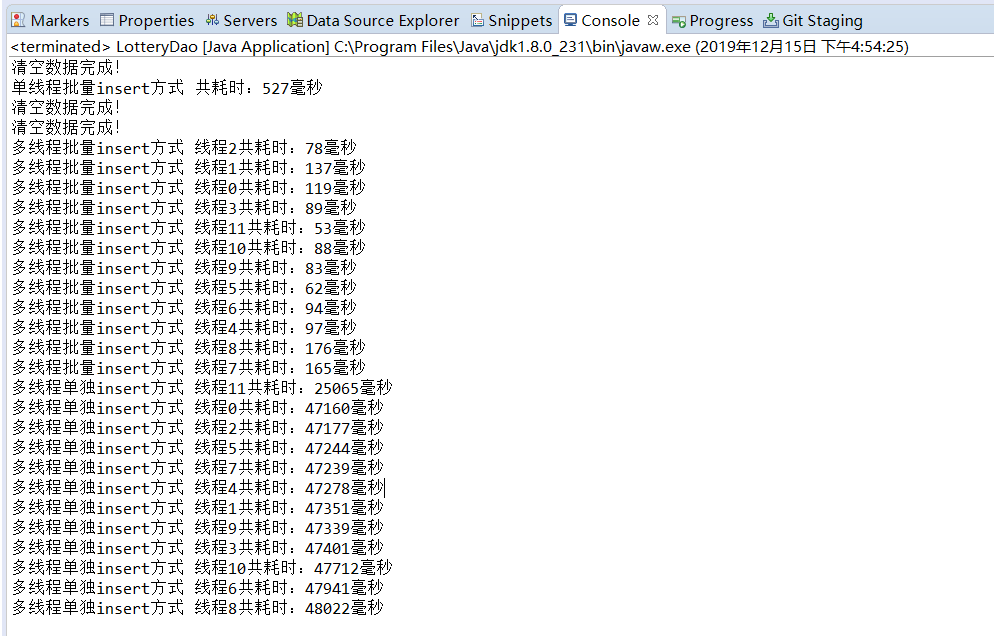 Markers Properties Servers Data Source Explorer Snippets Console Progress Git Staging
<terminated> LotteryDao [Java Application] C:\Program Files\Java\jdk1.8.0_231\bin\javaw.exe (2019年12月15日 下午4:54:25)
清空数据完成!
单线程批量insert方式 共耗时：527毫秒
清空数据完成!
清空数据完成!
多线程批量insert方式 线程2共耗时：78毫秒
多线程批量insert方式 线程1共耗时：137毫秒
多线程批量insert方式 线程0共耗时：119毫秒
多线程批量insert方式 线程3共耗时：89毫秒
多线程批量insert方式 线程11共耗时：53毫秒
多线程批量insert方式 线程10共耗时：88毫秒
多线程批量insert方式 线程9共耗时：83毫秒
多线程批量insert方式 线程5共耗时：62毫秒
多线程批量insert方式 线程6共耗时：94毫秒
多线程批量insert方式 线程4共耗时：97毫秒
多线程批量insert方式 线程8共耗时：176毫秒
多线程批量insert方式 线程7共耗时：165毫秒
多线程单独insert方式 线程11共耗时：25065毫秒
多线程单独insert方式 线程0共耗时：47160毫秒
多线程单独insert方式 线程2共耗时：47177毫秒
多线程单独insert方式 线程5共耗时：47244毫秒
多线程单独insert方式 线程7共耗时：47239毫秒
多线程单独insert方式 线程4共耗时：47278毫秒
多线程单独insert方式 线程1共耗时：47351毫秒
多线程单独insert方式 线程9共耗时：47339毫秒
多线程单独insert方式 线程3共耗时：47401毫秒
多线程单独insert方式 线程10共耗时：47712毫秒
多线程单独insert方式 线程6共耗时：47941毫秒
多线程单独insert方式 线程8共耗时：48022毫秒